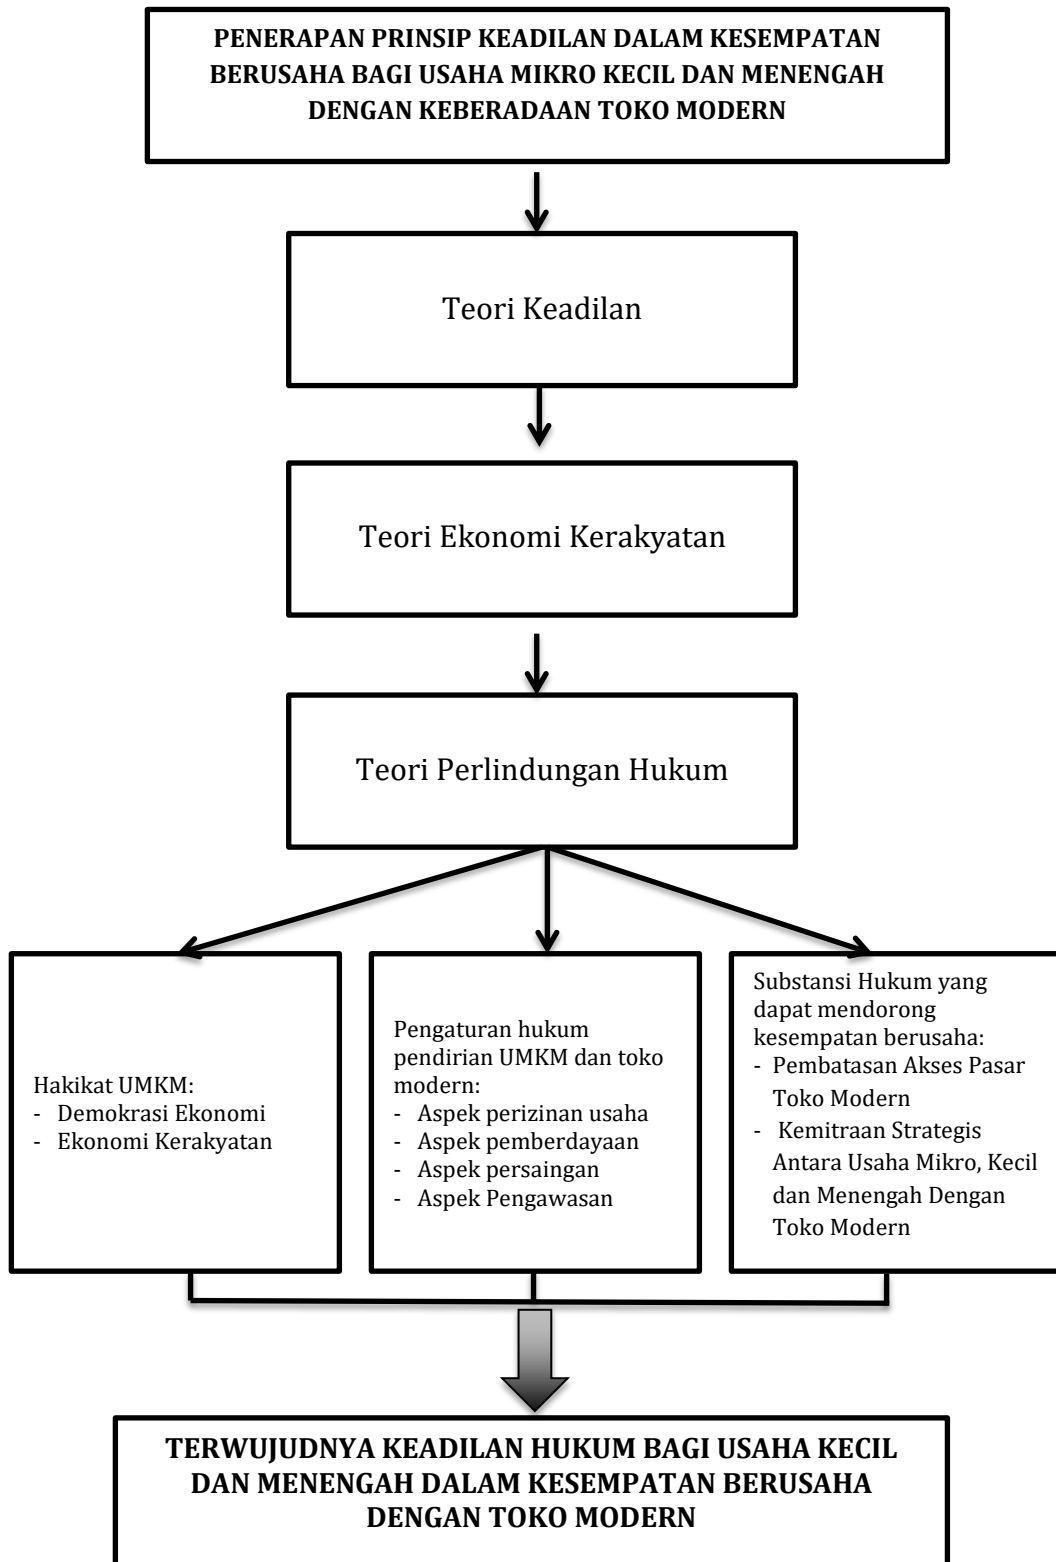 PENERAPAN PRINSIP KEADILAN DALAM KESEMPATAN
BERUSAHA BAGI USAHA MIKRO KECIL DAN MENENGAH
DENGAN KEBERADAAN TOKO MODERN
Teori Keadilan
Teori Ekonomi Kerakyatan
Teori Perlindungan Hukum
Hakikat UMKM:
- Demokrasi Ekonomi
- Ekonomi Kerakyatan
Pengaturan hukum
pendirian UMKM dan toko
modern:
- Aspek perizinan usaha
- Aspek pemberdayaan
- Aspek persaingan
- Aspek Pengawasan
Substansi Hukum yang
dapat mendorong
kesempatan berusaha:
- Pembatasan Akses Pasar
Toko Modern
- Kemitraan Strategis
Antara Usaha Mikro, Kecil
dan Menengah Dengan
Toko Modern
TERWUJUDNYA KEADILAN HUKUM BAGI USAHA KECIL
DAN MENENGAH DALAM KESEMPATAN BERUSAHA
DENGAN TOKO MODERN